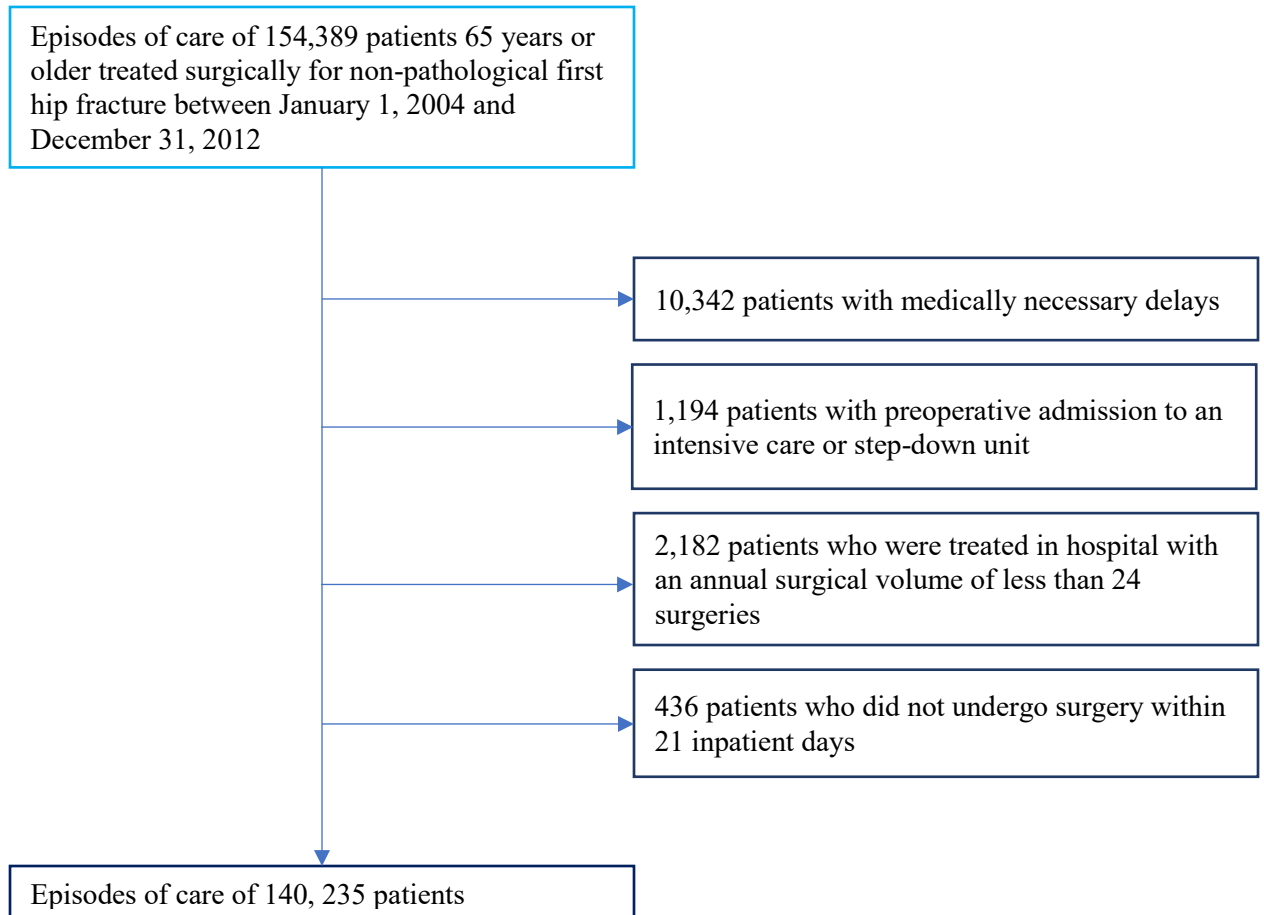 Episodes of care of 154,389 patients 65 years or
older treated surgically for non-pathological first
hip fracture between January 1, 2004 and
December 31, 2012
10,342 patients with medically necessary delays
1,194 patients with preoperative admission to an
intensive care or step-down unit
2,182 patients who were treated in hospital with
an annual surgical volume of less than 24
surgeries
436 patients who did not undergo surgery within
21 inpatient days
Episodes of care of 140, 235 patients